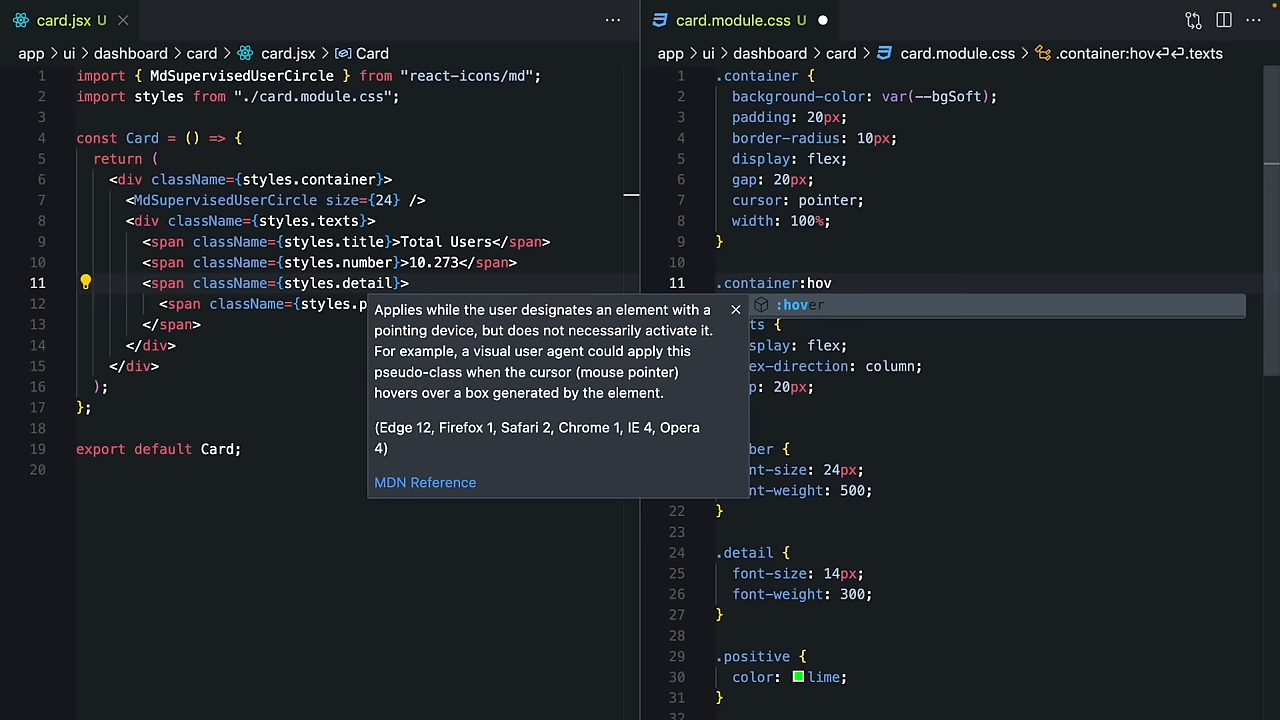 card.jsx U
app > ui > dashboard > card > card.jsx > Card
1 import { MdSupervisedUserCircle } from "react-icons/md";
2 import styles from "./card.module.css";
3
4 const Card = () => {
5 return (
6 <div className={styles.container}>
7 <MdSupervisedUserCircle size={24} />
8 <div className={styles.texts}>
9 <span className={styles.title}>Total Users</span>
10 <span className={styles.number}>10.273</span>
11 <span className={styles.detail}>
12 <span className={styles.p
13 </span>
14 </div>
15 </div>
16 );
17 };
18
19 export default Card;
20
Applies while the user designates an element with a
pointing device, but does not necessarily activate it.
For example, a visual user agent could apply this
pseudo-class when the cursor (mouse pointer)
hovers over a box generated by the element.
(Edge 12, Firefox 1, Safari 2, Chrome 1, IE 4, Opera
4)
MDN Reference
card.module.css U
app > ui > dashboard > card > card.module.css > .container:hov↵↵.texts
1 .container {
2 background-color: var(--bgSoft);
3 padding: 20px;
4 border-radius: 10px;
5 display: flex;
6 gap: 20px;
7 cursor: pointer;
8 width: 100%;
9 }
10
11 .container:hov
:hover
ts {
splay: flex;
ex-direction: column;
p: 20px;
ber {
nt-size: 24px;
nt-weight: 500;
22 }
23
24 .detail {
25 font-size: 14px;
26 font-weight: 300;
27 }
28
29 .positive {
30 color: lime;
31 }
32